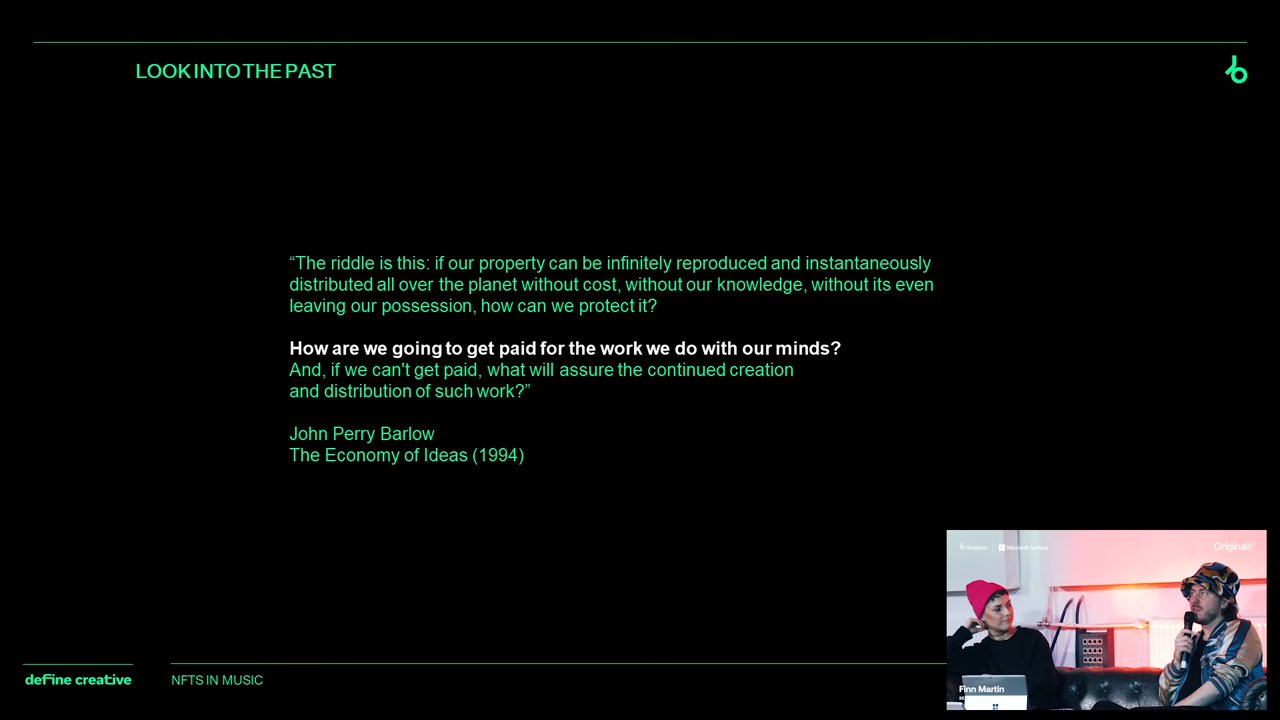 LOOK INTO THE PAST
“The riddle is this: if our property can be infinitely reproduced and instantaneously
distributed all over the planet without cost, without our knowledge, without its even
leaving our possession, how can we protect it?
How are we going to get paid for the work we do with our minds?
And, if we can't get paid, what will assure the continued creation
and distribution of such work?”
John Perry Barlow
The Economy of Ideas (1994)
Beatport | Microsoft Surface
Originals
Finn Martin
define creative
NFTS IN MUSIC